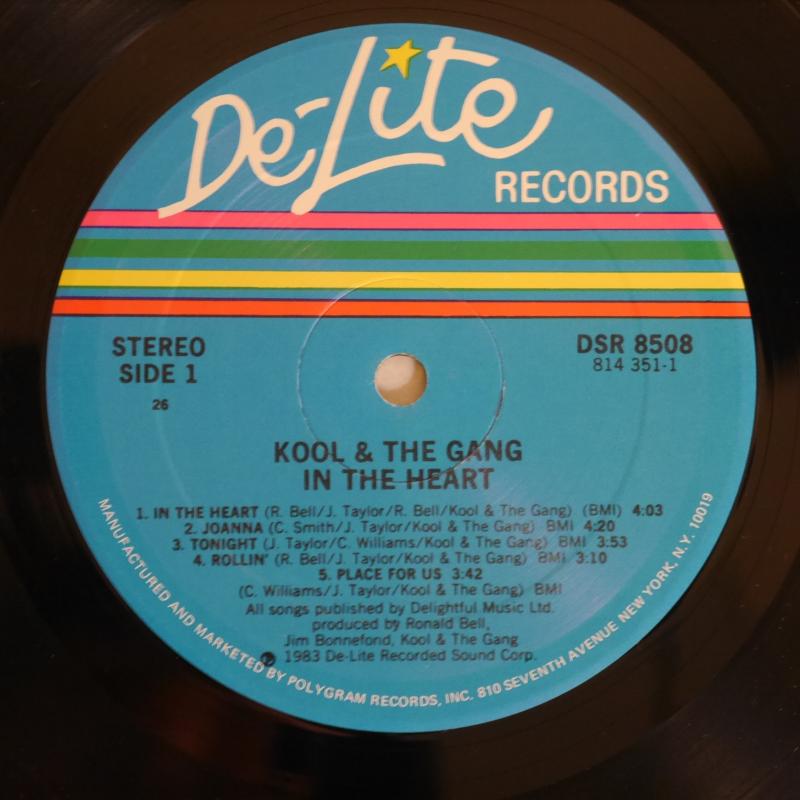 De-Lite
RECORDS
STEREO
SIDE 1
26
DSR 8508
814 351-1
KOOL & THE GANG
IN THE HEART
1. IN THE HEART (R. Bell/J. Taylor/R. Bell/Kool & The Gang) (BMI) 4:03
2. JOANNA (C. Smith/J. Taylor/Kool & The Gang) BMI 4:20
3. TONIGHT (J. Taylor/C. Williams/Kool & The Gang) BMI 3:53
4. ROLLIN' (R. Bell/J. Taylor/Kool & The Gang) BMI 3:10
5. PLACE FOR US 3:42
(C. Williams/J. Taylor/Kool & The Gang) BMI
All songs published by Delightful Music Ltd.
produced by Ronald Bell,
Jim Bonnefond, Kool & The Gang
℗ 1983 De-Lite Recorded Sound Corp.
MANUFACTURED AND MARKETED BY POLYGRAM RECORDS, INC. 810 SEVENTH AVENUE NEW YORK, N.Y. 10019